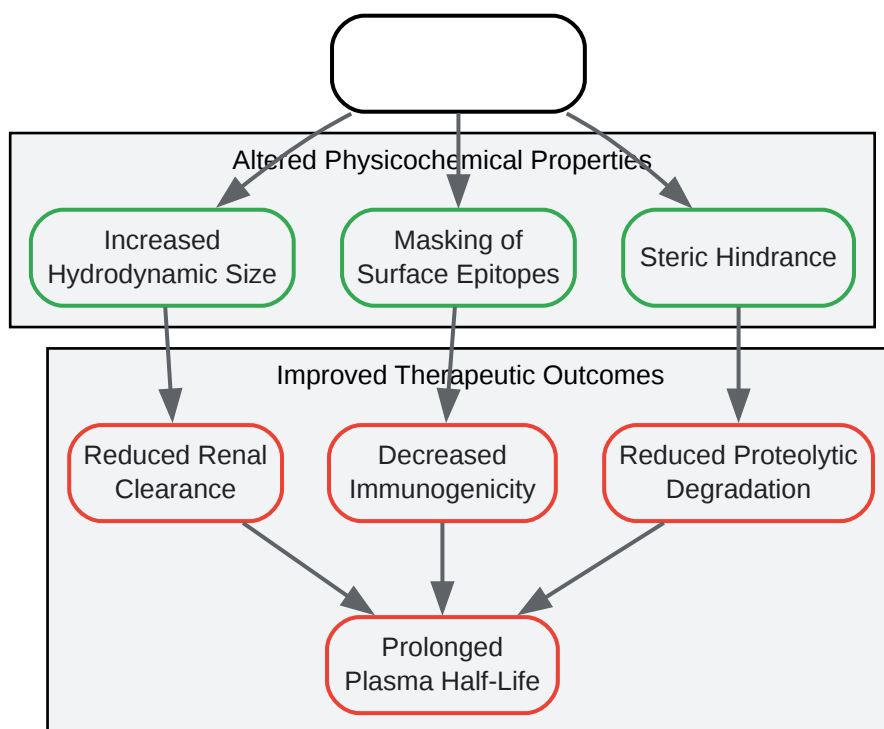 Altered Physicochemical Properties
Increased
Hydrodynamic Size
Masking of
Surface Epitopes
Steric Hindrance
Improved Therapeutic Outcomes
Reduced Renal
Clearance
Decreased
Immunogenicity
Reduced Proteolytic
Degradation
Prolonged
Plasma Half-Life